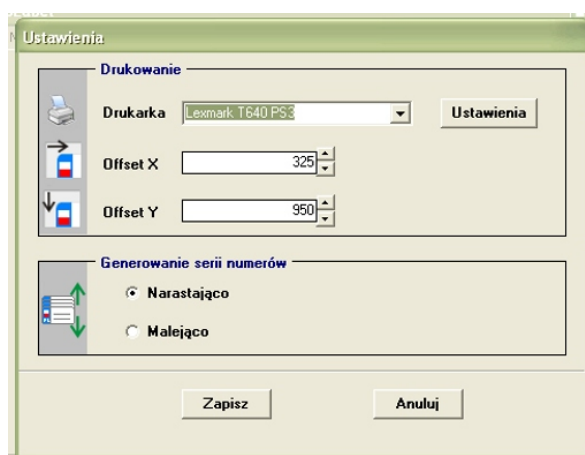 Ustawienia
Drukowanie
Drukarka Lexmark T640 PS3 Ustawienia
Offset X 325
Offset Y 950
Generowanie serii numerów
Narastająco
Malejąco
Zapisz Anuluj